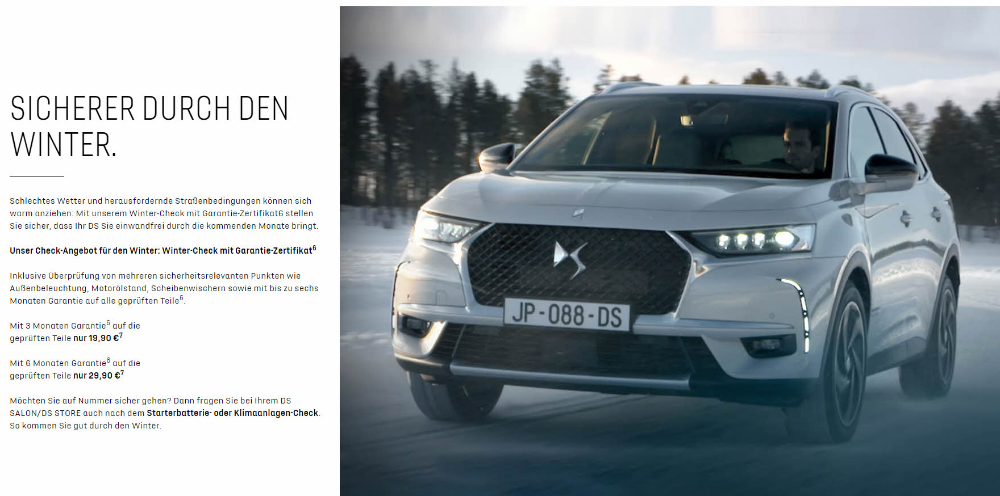 SICHERER DURCH DEN
WINTER.
Schlechtes Wetter und herausfordernde Straßenbedingungen können sich
warm anziehen: Mit unserem Winter-Check mit Garantie-Zertifikat6 stellen
Sie sicher, dass Ihr DS Sie einwandfrei durch die kommenden Monate bringt.
Unser Check-Angebot für den Winter: Winter-Check mit Garantie-Zertifikat⁶
Inklusive Überprüfung von mehreren sicherheitsrelevanten Punkten wie
Außenbeleuchtung, Motorölstand, Scheibenwischern sowie mit bis zu sechs
Monaten Garantie auf alle geprüften Teile⁶.
Mit 3 Monaten Garantie⁶ auf die
geprüften Teile nur 19,90 €⁷
Mit 6 Monaten Garantie⁶ auf die
geprüften Teile nur 29,90 €⁷
Möchten Sie auf Nummer sicher gehen? Dann fragen Sie bei Ihrem DS
SALON/DS STORE auch nach dem Starterbatterie- oder Klimaanlagen-Check.
So kommen Sie gut durch den Winter.
JP-088-DS